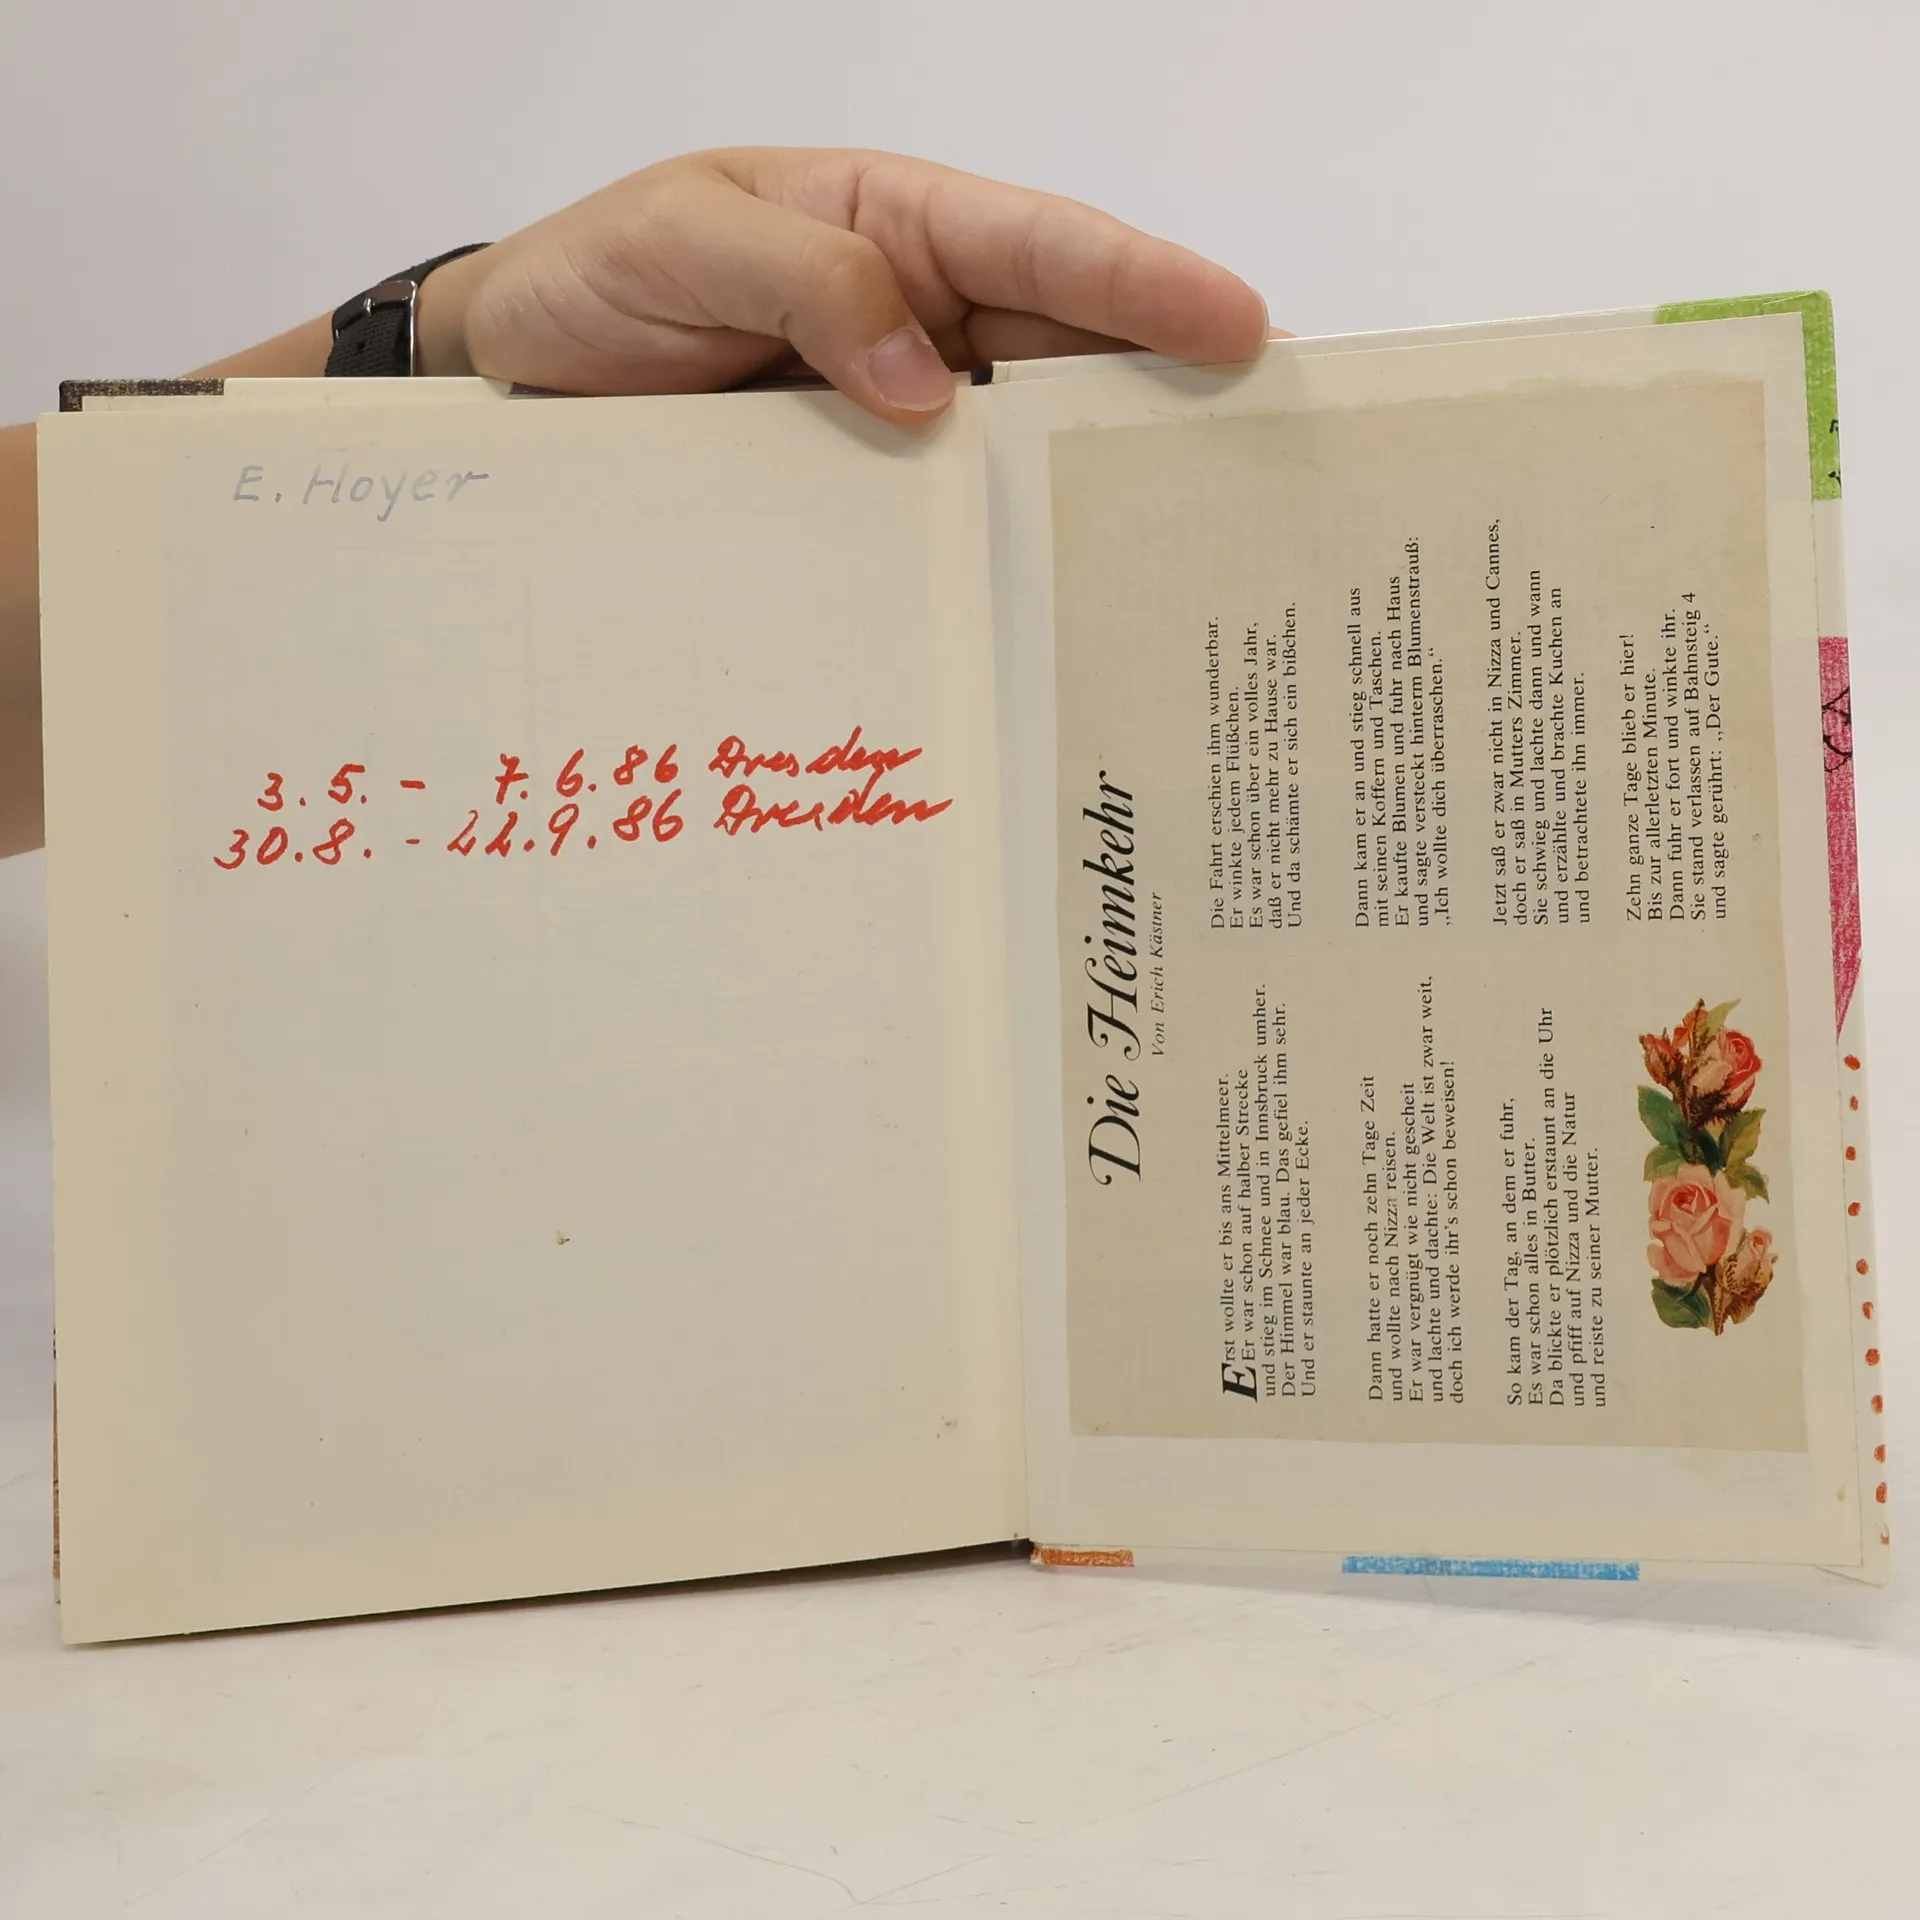 E. Hoyer
3. 5. - 7. 6. 86 Dresden
30. 8. - 22. 9. 86 Dresden
Die Heimkehr
Von Erich Kästner
Erst wollte er bis ans Mittelmeer.
Er war schon auf halber Strecke
und stieg im Schnee und in Innsbruck umher.
Der Himmel war blau. Das gefiel ihm sehr.
Und er staunte an jeder Ecke.
Dann hatte er noch zehn Tage Zeit
und wollte nach Nizza reisen.
Er war vergnügt wie nicht gescheit
und lachte und dachte: Die Welt ist zwar weit,
doch ich werde ihr's schon beweisen!
So kam der Tag, an dem er fuhr,
Es war schon alles in Butter.
Da blickte er plötzlich erstaunt an die Uhr
und pfiff auf Nizza und die Natur
und reiste zu seiner Mutter.
Die Fahrt erschien ihm wunderbar.
Er winkte jedem Flüßchen.
Es war schon über ein volles Jahr,
daß er nicht mehr zu Hause war.
Und da schämte er sich ein bißchen.
Dann kam er an und stieg schnell aus
mit seinen Koffern und Taschen.
Er kaufte Blumen und fuhr nach Haus
und sagte versteckt hinterm Blumenstrauß:
„Ich wollte dich überraschen.“
Jetzt saß er zwar nicht in Nizza und Cannes,
doch er saß in Mutters Zimmer.
Sie schwieg und lachte dann und wann
und erzählte und brachte Kuchen an
und betrachtete ihn immer.
Zehn ganze Tage blieb er hier!
Bis zur allerletzten Minute.
Dann fuhr er fort und winkte ihr.
Sie stand verlassen auf Bahnsteig 4
und sagte gerührt: „Der Gute.“